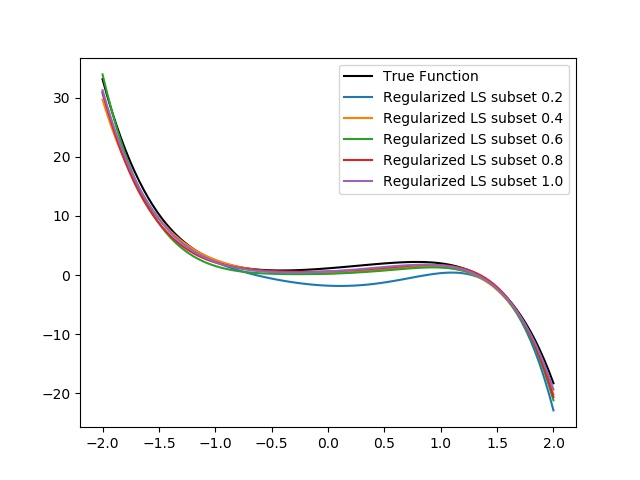 True Function
Regularized LS subset 0.2
Regularized LS subset 0.4
Regularized LS subset 0.6
Regularized LS subset 0.8
Regularized LS subset 1.0
30
20
10
0
−10
−20
−2.0 −1.5 −1.0 −0.5 0.0 0.5 1.0 1.5 2.0